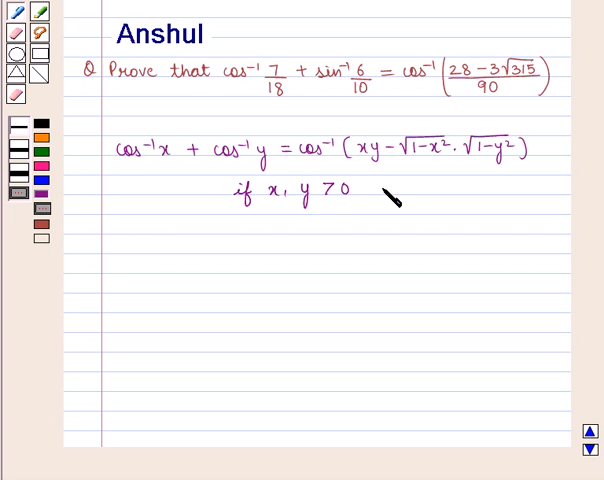 Anshul
Q Prove that cos⁻¹ 7/18 + sin⁻¹ 6/10 = cos⁻¹ ( (28 - 3√315)/90 )
cos⁻¹x + cos⁻¹y = cos⁻¹ ( xy - √(1-x²) . √(1-y²) )
if x, y > 0